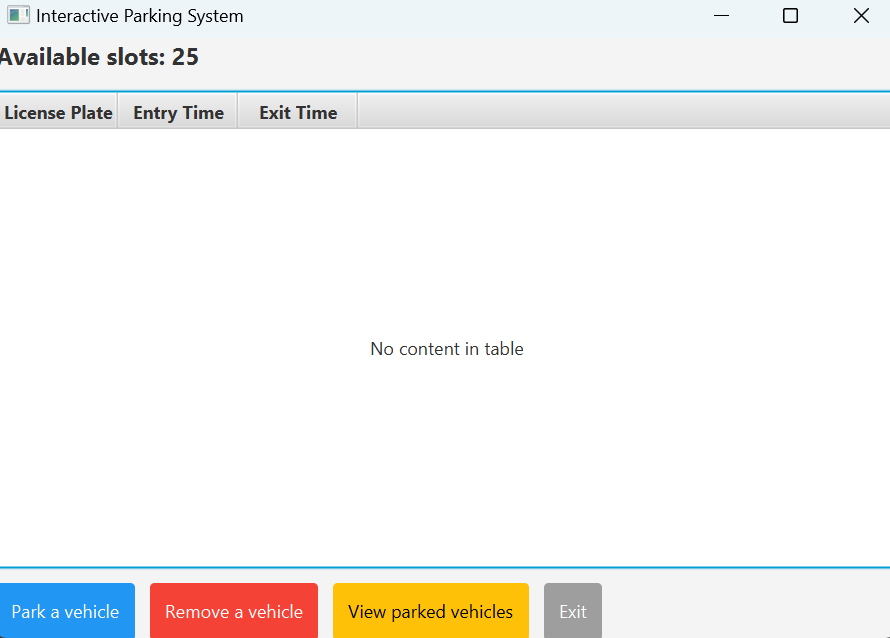 Interactive Parking System
Available slots: 25
License Plate Entry Time Exit Time
No content in table
Park a vehicle Remove a vehicle View parked vehicles Exit